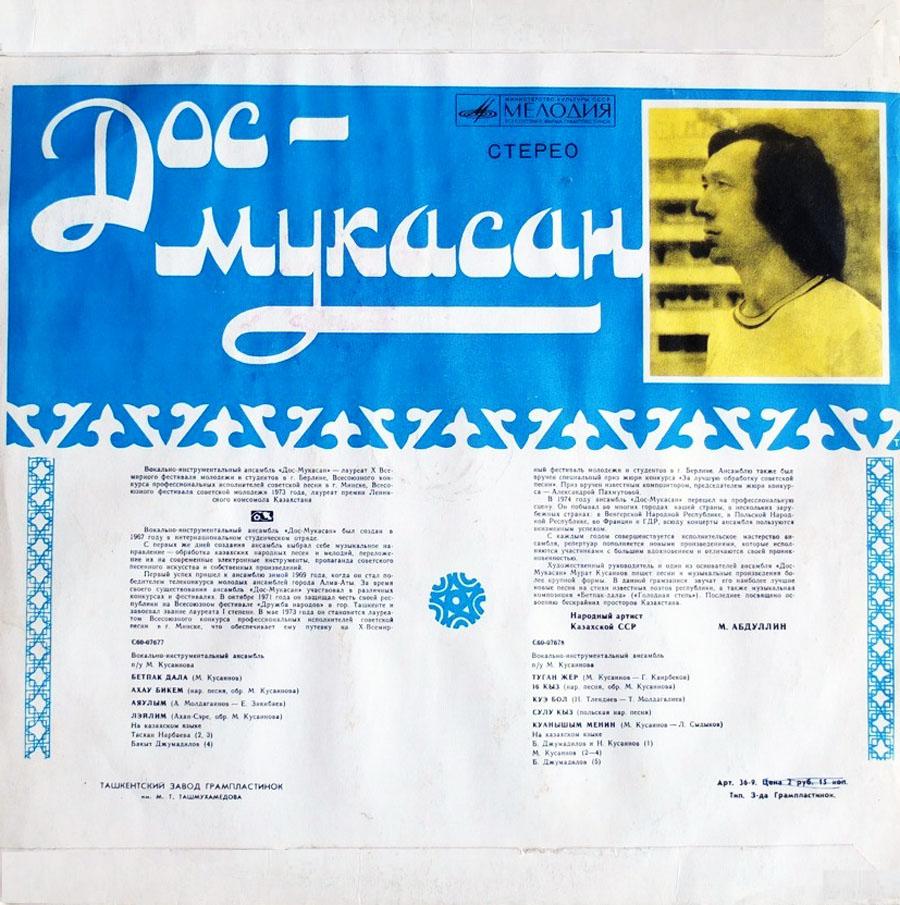 Дос-
мукасан
МИНИСТЕРСТВО КУЛЬТУРЫ СССР
МЕЛОДИЯ
ВСЕСОЮЗНАЯ ФИРМА ГРАМПЛАСТИНОК
СТЕРЕО
Вокально-инструментальный ансамбль «Дос-Мукасан» — лауреат X Все-
мирного фестиваля молодежи и студентов в г. Берлине, Всесоюзного кон-
курса профессиональных исполнителей советской песни в г. Минске, Всесо-
юзного фестиваля советской молодежи 1973 года, лауреат премии Ленин-
ского комсомола Казахстана
Вокально-инструментальный ансамбль «Дос-Мукасан» был создан в
1967 году в интернациональном студенческом отряде.
С первых же дней создания ансамбль выбрал себе музыкальное на-
правление — обработка казахских народных песен и мелодий, переложе-
ние их на современные электронные инструменты, пропаганда советского
песенного искусства и собственных произведений.
Первый успех пришел к ансамблю зимой 1969 года, когда он стал по-
бедителем телеконкурса молодежных ансамблей города Алма-Аты. За время
своего существования ансамбль «Дос-Мукасан» участвовал в различных
конкурсах и фестивалях. В октябре 1971 года он защищал честь своей рес-
публики на Всесоюзном фестивале «Дружба народов» в гор. Ташкенте и
завоевал звание лауреата I степени. В мае 1973 года он становится лауреа-
том Всесоюзного конкурса профессиональных исполнителей советской
песни в г. Минске, что обеспечивает ему путевку на X-Всемир-
С60-07677
Вокально-инструментальный ансамбль
п/у М. Кусаинова
БЕТПАК ДАЛА (М. Кусаинов)
АХАУ БИКЕМ (нар. песня, обр. М. Кусаинова)
АЯУЛЫМ (А. Молдагаинов — Е. Закибаев)
ЛЭЙЛИМ (Ахан-Сэре, обр. М. Кусаинова)
На казахском языке
Таскан Нарбаева (2, 3)
Бакыт Джумадилов (4)
ный фестиваль молодежи и студентов в г. Берлине. Ансамблю также был
вручен специальный приз жюри конкурса «За лучшую обработку советской
песни». Приз вручен известным композитором, председателем жюри конкур-
са — Александрой Пахмутовой.
В 1974 году ансамбль «Дос-Мукасан» перешел на профессиональную
сцену. Он побывал во многих городах нашей страны, в нескольких зару-
бежных странах: в Венгерской Народной Республике, в Польской Народ-
ной Республике, во Франции и ГДР, всюду концерты ансамбля пользуются
неизменным успехом.
С каждым годом совершенствуется исполнительское мастерство ан-
самбля, репертуар пополняется новыми произведениями, которые испол-
няются участниками с большим вдохновением и отличаются своей проник-
новенностью.
Художественный руководитель и один из основателей ансамбля «Дос-
Мукасан» Мурат Кусаинов пишет песни и музыкальные произведения бо-
лее крупной формы. В данной грамзаписи звучат его наиболее лучшие
новые песни на стихи известных поэтов республики, а также музыкальная
композиция «Бетпак-дала» («Голодная степь»). Последнее посвящено ос-
воению бескрайних просторов Казахстана.
Народный артист
Казахской ССР М. АБДУЛЛИН
С60-07678
Вокально-инструментальный ансамбль
п/у М. Кусаинова
ТУГАН ЖЕР (М. Кусаинов — Г. Каирбеков)
16 КЫЗ (нар. песня, обр. М. Кусаинова)
КУЭ БОЛ (Н. Тлендиев — Т. Молдагалиев)
СУЛУ КЫЗ (польская нар. песня)
КУАНЫШЫМ МЕНИН (М. Кусаинов — Л. Сыдыков)
На казахском языке
Б. Джумадилов и Н. Кусаинов (1)
М. Кусаинов (2—4)
Б. Джумадилов (5)
ТАШКЕНТСКИЙ ЗАВОД ГРАМПЛАСТИНОК
им. М. Т. ТАШМУХАМЕДОВА
Арт. 36-9. Цена 2 руб. 15 коп.
Тип. З-да Грампластинок.